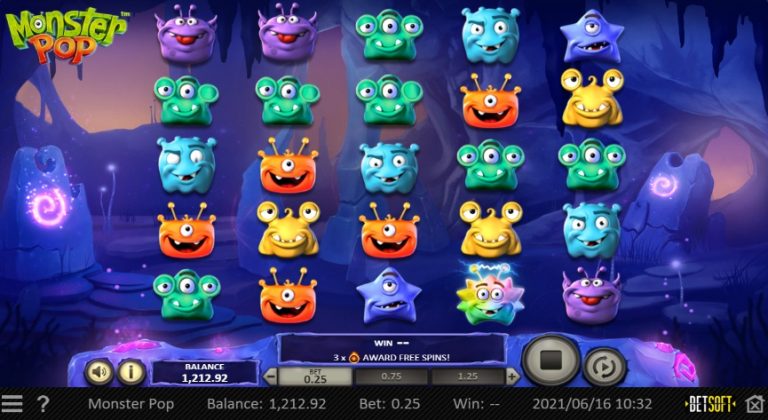 Monster
POP™
WIN --
3 x AWARD FREE SPINS!
BALANCE
1,212.92
− BET 0.25 0.75 1.25 +
i
? Monster Pop Balance: 1,212.92 Bet: 0.25 Win: -- 2021/06/16 10:32 BETSOFT